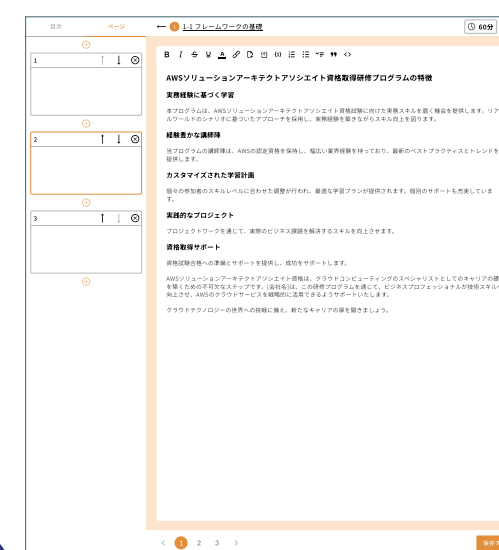 目次 ページ
← 1 1-1 フレームワークの基礎 60分
1
2
3
B I S U A
AWSソリューションアーキテクトアソシエイト資格取得研修プログラムの特徴
実務経験に基づく学習
本プログラムは、AWSソリューションアーキテクトアソシエイト資格試験に向けた実務スキルを磨く機会を提供します。リア
ルワールドのシナリオに基づいたアプローチを採用し、実務経験を築きながらスキル向上を図ります。
経験豊かな講師陣
当プログラムの講師陣は、AWSの認定資格を保持し、幅広い業界経験を持っており、最新のベストプラクティスとトレンドを
提供します。
カスタマイズされた学習計画
個々の参加者のスキルレベルに合わせた調整が行われ、最適な学習プランが提供されます。個別のサポートも充実していま
す。
実践的なプロジェクト
プロジェクトワークを通じて、実際のビジネス課題を解決するスキルを向上させます。
資格取得サポート
資格試験合格への準備とサポートを提供し、成功をサポートします。
AWSソリューションアーキテクトアソシエイト資格は、クラウドコンピューティングのスペシャリストとしてのキャリアの礎
を築くための不可欠なステップです。[会社名]は、この研修プログラムを通じて、ビジネスプロフェッショナルが技術スキルを
向上させ、AWSのクラウドサービスを戦略的に活用できるようサポートいたします。
クラウドテクノロジーの世界への挑戦に備え、新たなキャリアの扉を開きましょう。
< 1 2 3 >
保存す